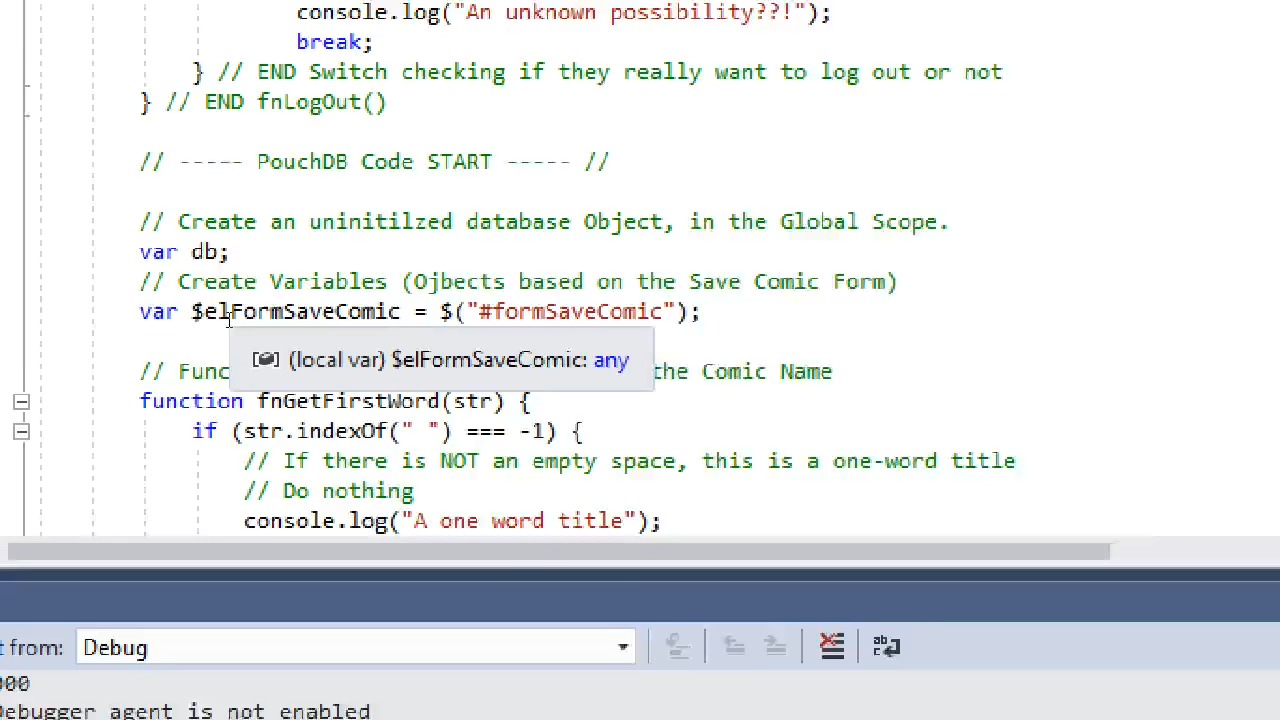 console.log("An unknown possibility??!");
break;
} // END Switch checking if they really want to log out or not
} // END fnLogOut()
// ----- PouchDB Code START ----- //
// Create an uninitilzed database Object, in the Global Scope.
var db;
// Create Variables (Ojbects based on the Save Comic Form)
var $elFormSaveComic = $("#formSaveComic");
(local var) $elFormSaveComic: any
// Func the Comic Name
function fnGetFirstWord(str) {
if (str.indexOf(" ") === -1) {
// If there is NOT an empty space, this is a one-word title
// Do nothing
console.log("A one word title");
t from: Debug
000
Debugger agent is not enabled